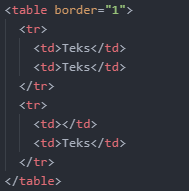 <table border="1">
<tr>
<td>Teks</td>
<td>Teks</td>
</tr>
<tr>
<td></td>
<td>Teks</td>
</tr>
</table>